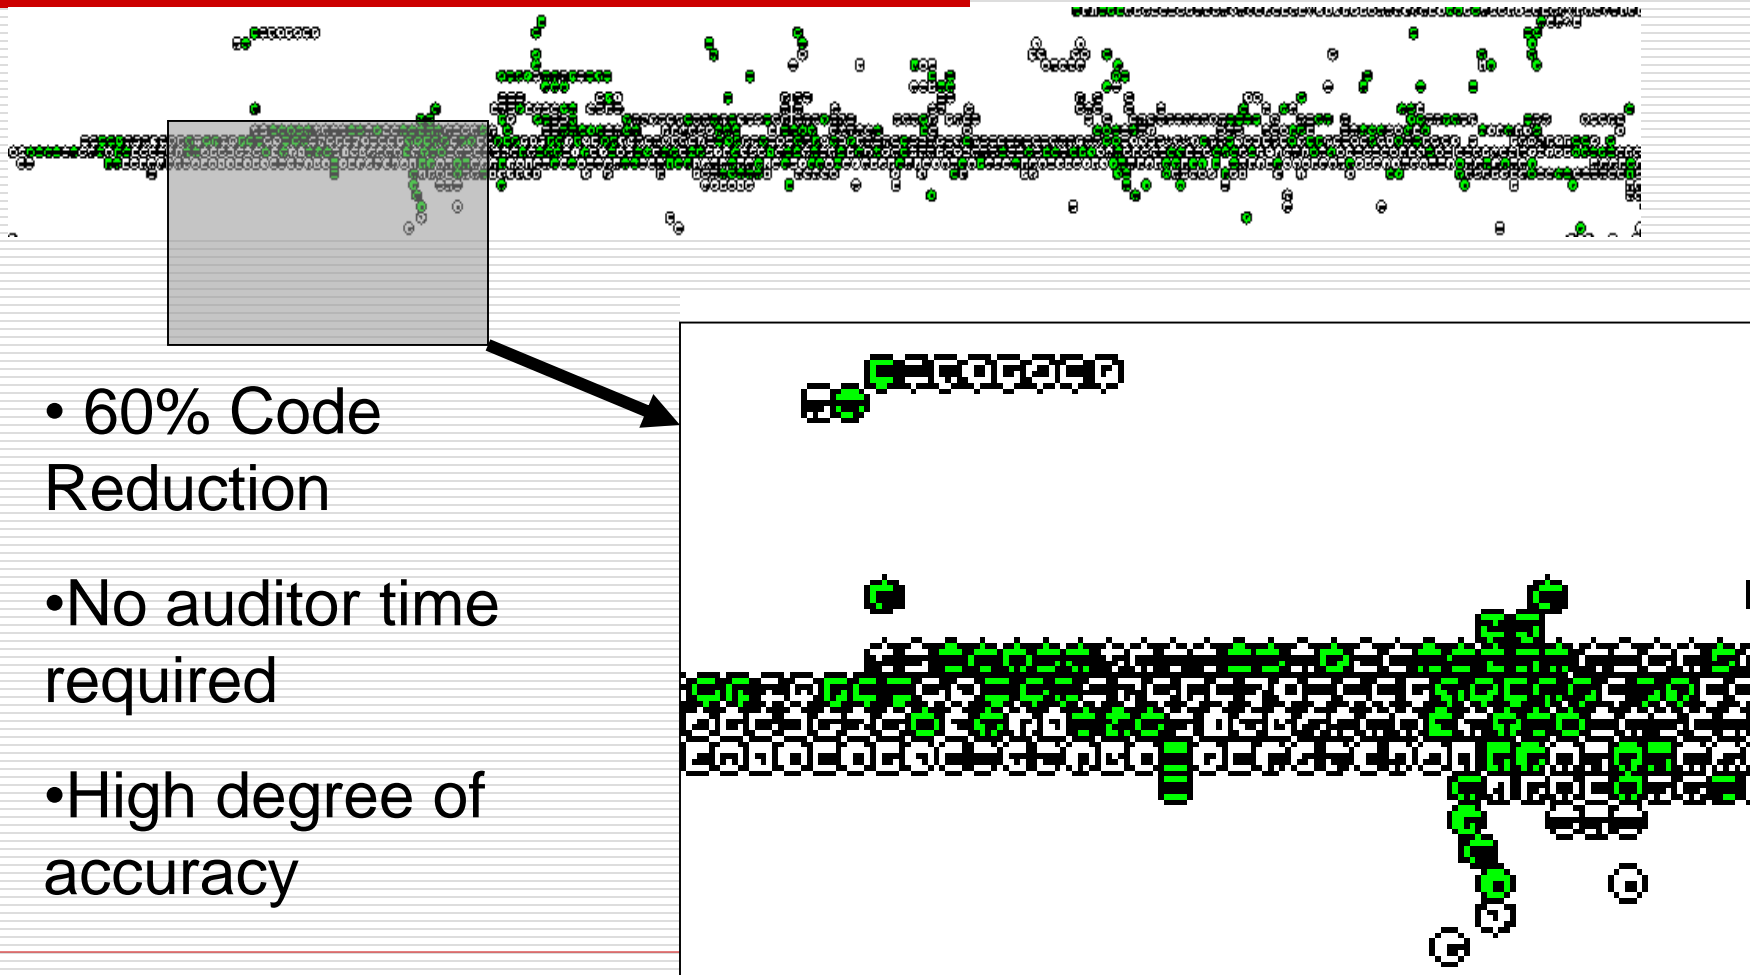 • 60% Code
Reduction
•No auditor time
required
•High degree of
accuracy